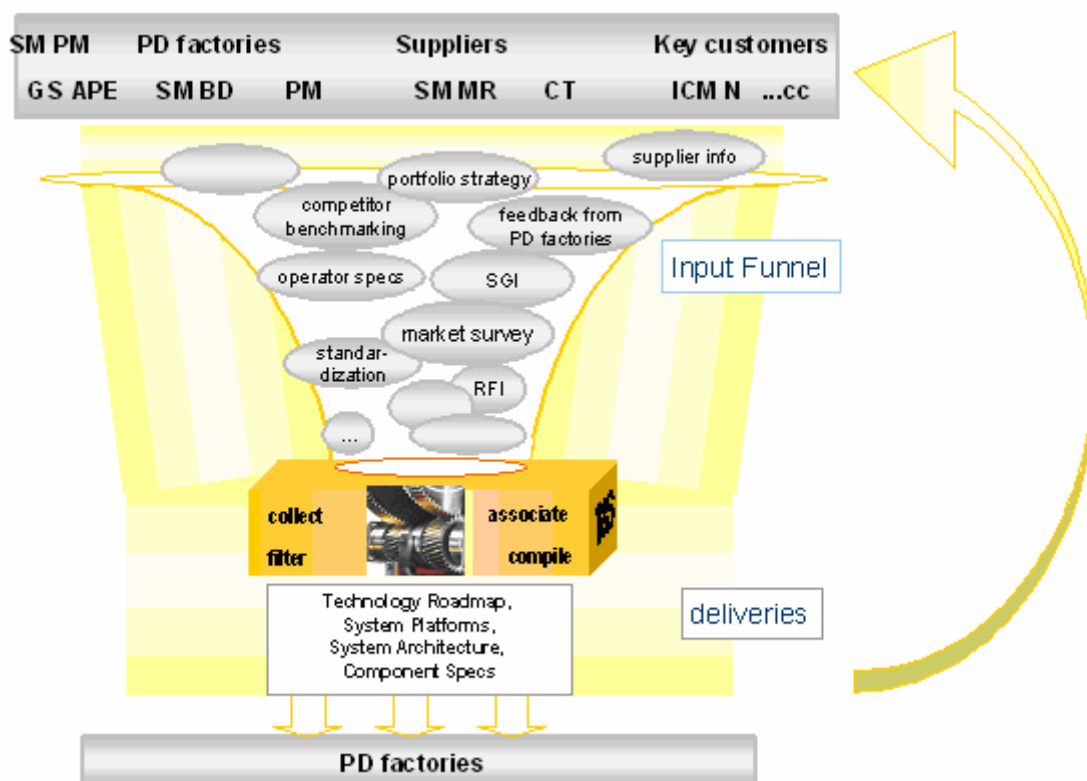 SM PM PD factories Suppliers Key customers
GS APE SM BD PM SM MR CT ICM N ...cc
supplier info
portfolio strategy
competitor
benchmarking
feedback from
PD factories
operator specs
SGI
market survey
standar-
dization
RFI
...
Input Funnel
collect
associate
filter
compile
Technology Roadmap,
System Platforms,
System Architecture,
Component Specs
deliveries
PD factories